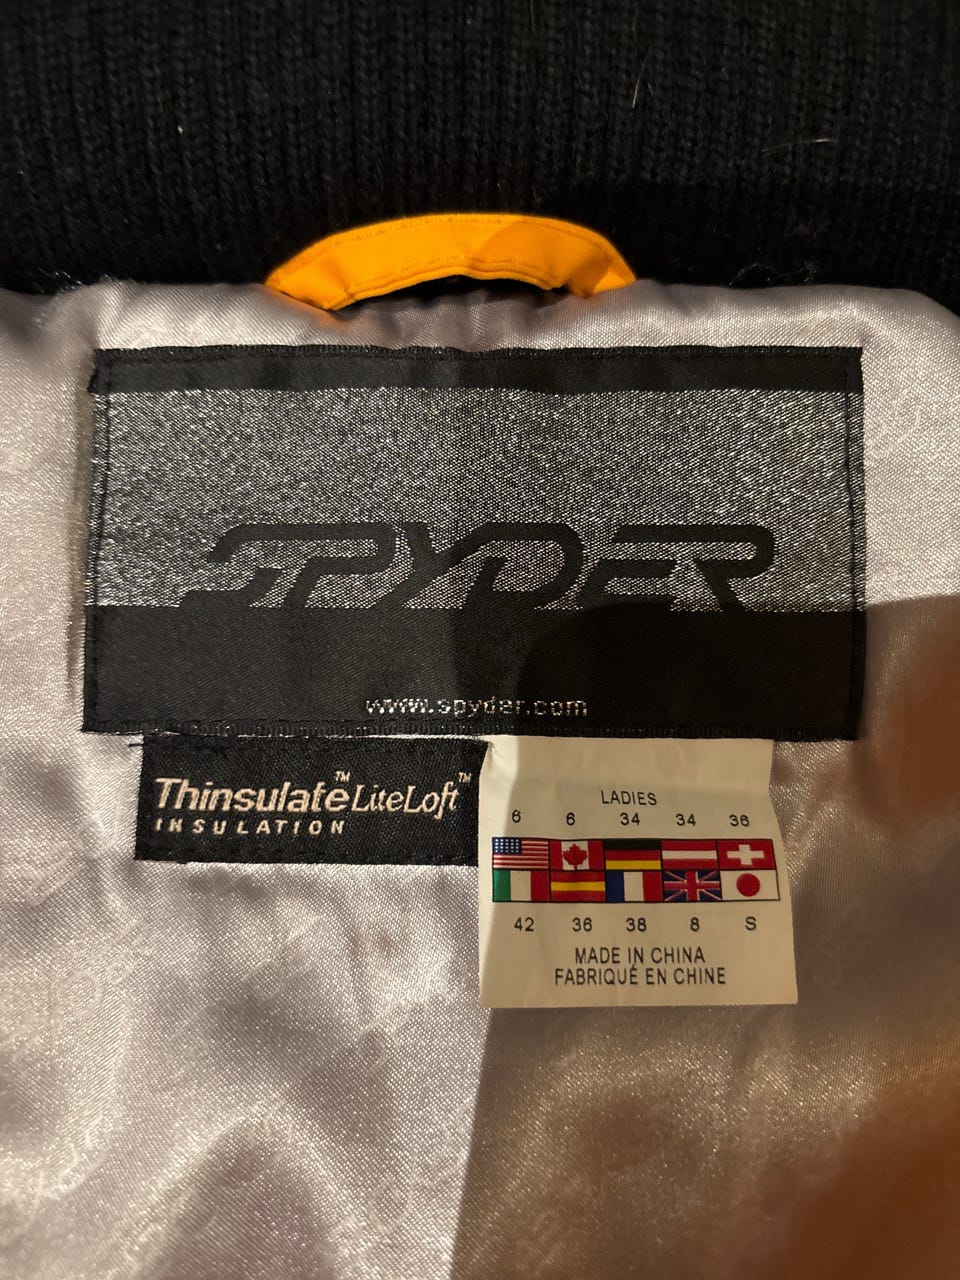 SPYDER
www.spyder.com
Thinsulate™ LiteLoft™
INSULATION
LADIES
6 6 34 34 36
42 36 38 8 S
MADE IN CHINA
FABRIQUÉ EN CHINE